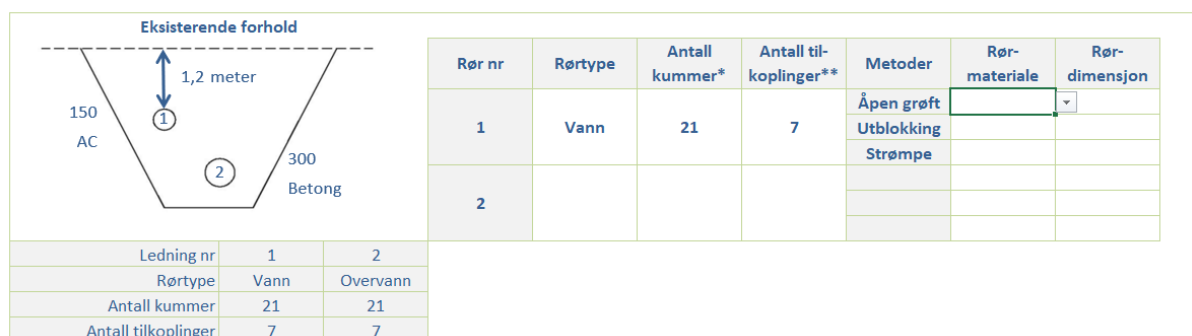 Eksisterende forhold
1,2 meter
150
AC
1
2
300
Betong
Rør nr Rørtype Antall kummer* Antall til-koplinger** Metoder Rør-materiale Rør-dimensjon
1 Vann 21 7 Åpen grøft
Utblokking
Strømpe
2
Ledning nr 1 2
Rørtype Vann Overvann
Antall kummer 21 21
Antall tilkoplinger 7 7